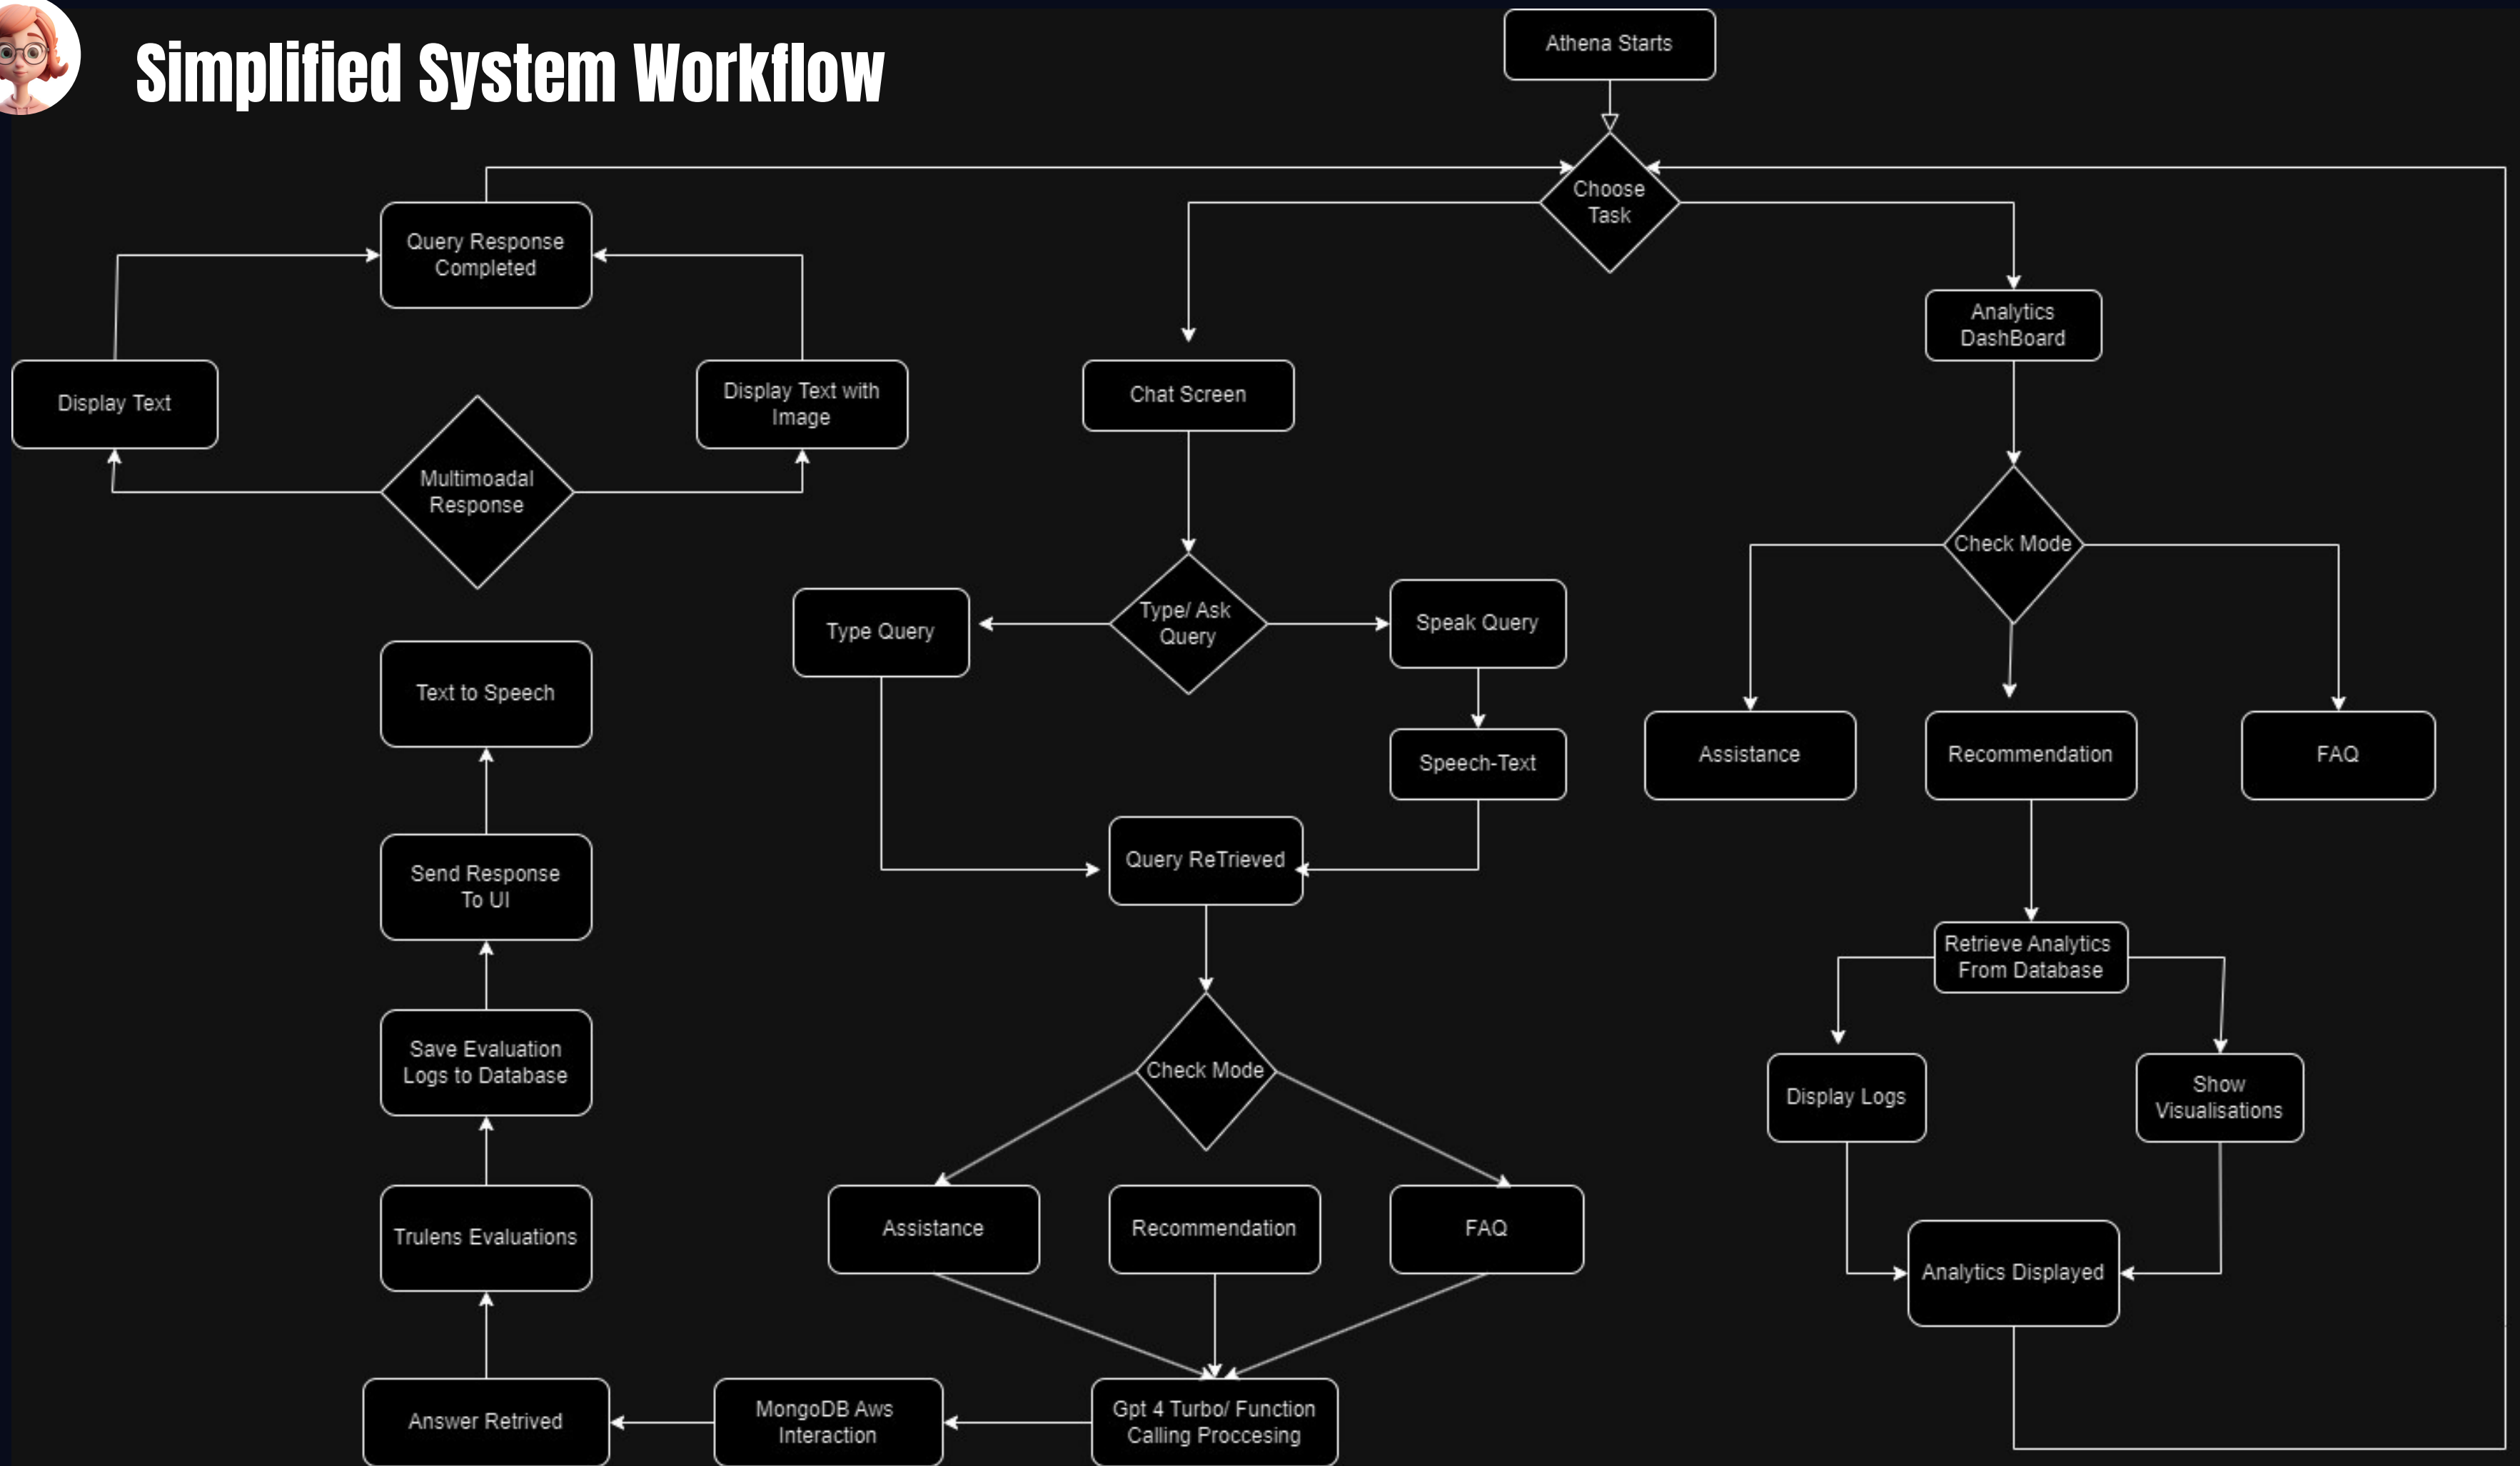 Simplified System Workflow
Athena Starts
Choose
Task
Query Response
Completed
Display Text
Display Text with
Image
Multimoadal
Response
Chat Screen
Analytics
DashBoard
Check Mode
Type Query
Type/ Ask
Query
Speak Query
Speech-Text
Text to Speech
Assistance
Recommendation
FAQ
Query ReTrieved
Send Response
To UI
Retrieve Analytics
From Database
Save Evaluation
Logs to Database
Check Mode
Display Logs
Show
Visualisations
Trulens Evaluations
Assistance
Recommendation
FAQ
Analytics Displayed
Answer Retrived
MongoDB Aws
Interaction
Gpt 4 Turbo/ Function
Calling Proccesing